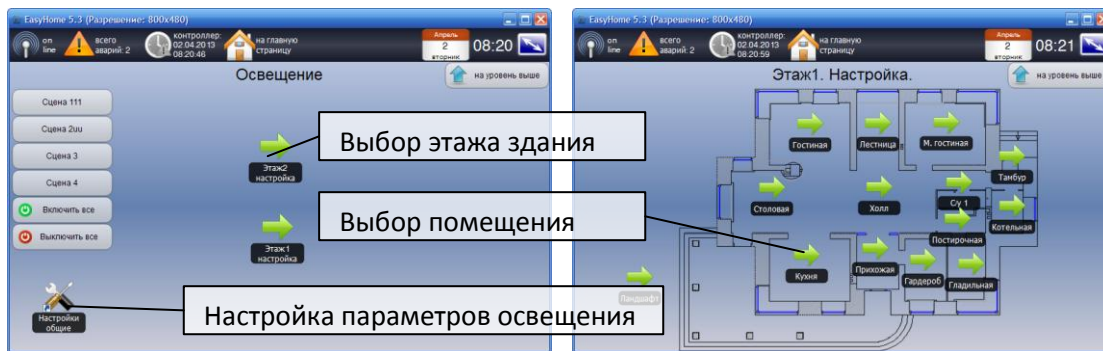 EasyHome 5.3 (Разрешение: 800x480)
on line
всего аварий: 2
контроллер: 02.04.2013 08:20:46
на главную страницу
Апрель 2 вторник
08:20
Освещение
на уровень выше
Сцена 111
Сцена 2uu
Сцена 3
Сцена 4
Включить все
Выключить все
Этаж2 настройка
Этаж1 настройка
Настройки общие
Выбор этажа здания
Выбор помещения
Настройка параметров освещения
EasyHome 5.3 (Разрешение: 800x480)
on line
всего аварий: 2
контроллер: 02.04.2013 08:20:59
на главную страницу
Апрель 2 вторник
08:21
Этаж1. Настройка.
на уровень выше
Гостиная
Лестница
М. гостиная
Тамбур
Столовая
Холл
С/у 1
Котельная
Постирочная
Кухня
Прихожая
Гардероб
Гладильная
Ландшафт